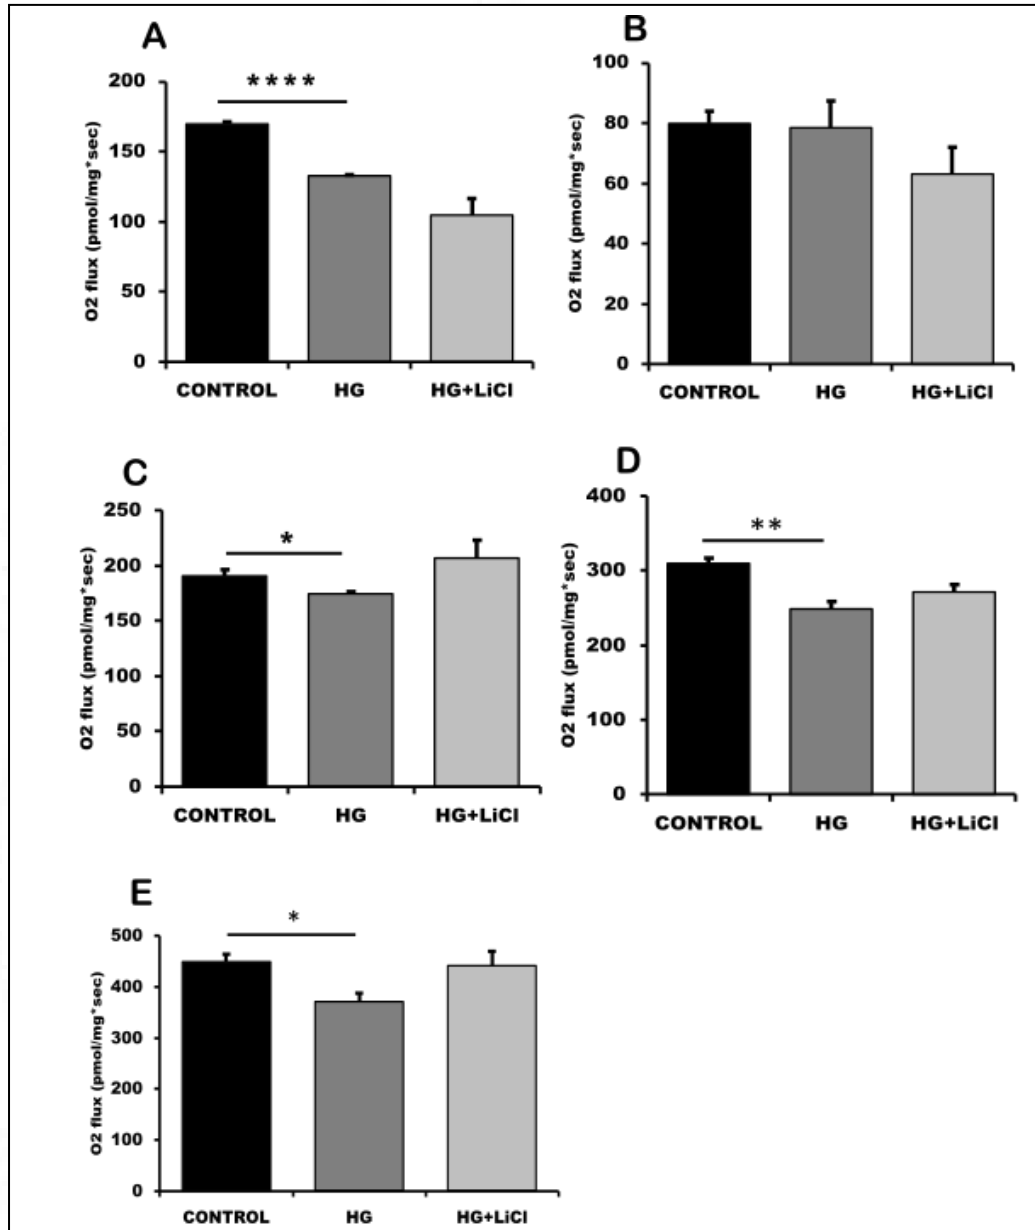 A
****
200
150
100
50
0
O2 flux (pmol/mg*sec)
CONTROL HG HG+LiCl
B
100
80
60
40
20
0
O2 flux (pmol/mg*sec)
CONTROL HG HG+LiCl
C
*
250
200
150
100
50
0
O2 flux (pmol/mg*sec)
CONTROL HG HG+LiCl
D
**
400
300
200
100
0
O2 flux (pmol/mg*sec)
CONTROL HG HG+LiCl
E
*
500
400
300
200
100
0
O2 flux (pmol/mg*sec)
CONTROL HG HG+LiCl